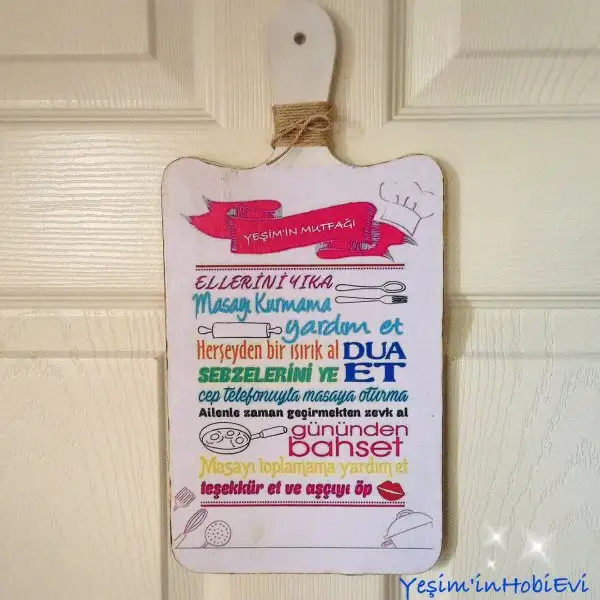 YEŞİM'İN MUTFAĞI
ELLERİNİ YIKA
Masayı Kurmama
yardım et
Herşeyden bir ısırık al
DUA ET
SEBZELERİNİ YE
cep telefonuyla masaya oturma
Ailenle zaman geçirmekten zevk al
gününden
bahset
Masayı toplamama yardım et
teşekkür et ve aşçıyı öp
Yeşim'inHobiEvi